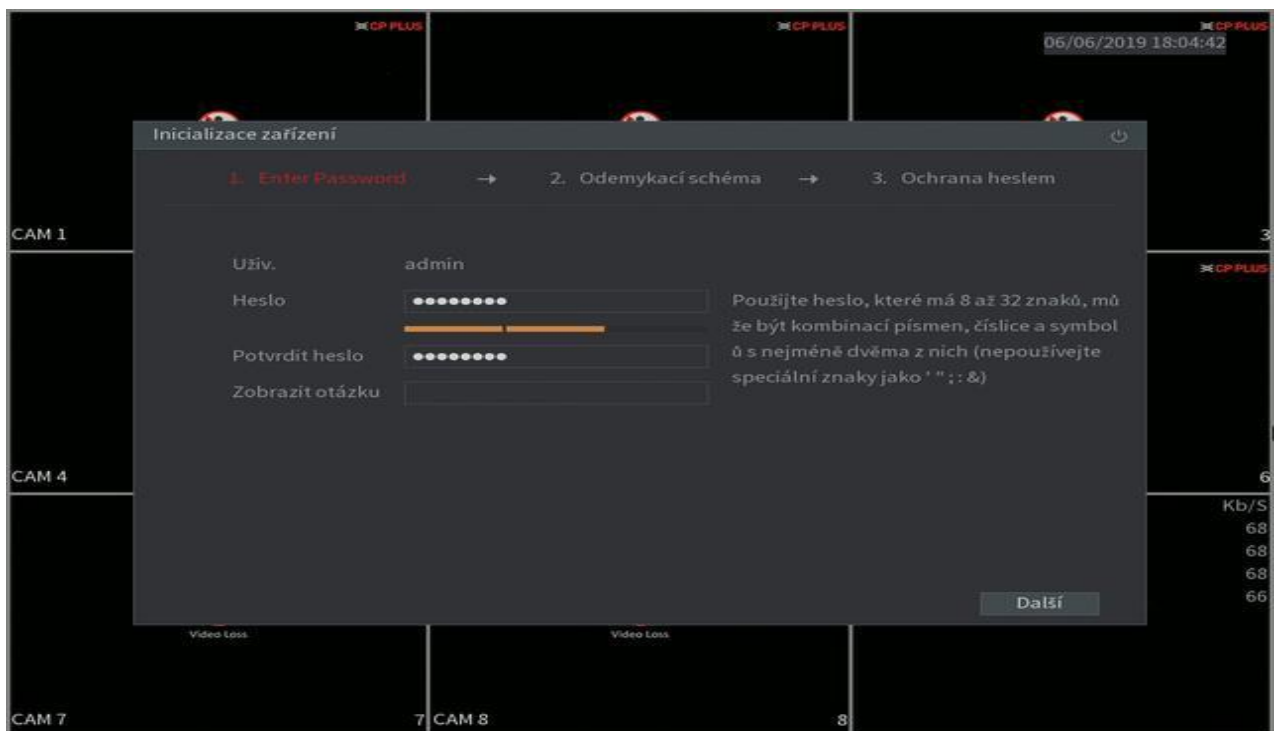 CP PLUS
CP PLUS
CP PLUS
06/06/2019 18:04:42
Inicializace zařízení
1. Enter Password → 2. Odemykací schéma → 3. Ochrana heslem
CAM 1
3
Uživ. admin
CP PLUS
Heslo ●●●●●●●●
Použijte heslo, které má 8 až 32 znaků, mů
že být kombinací písmen, číslice a symbol
ů s nejméně dvěma z nich (nepoužívejte
speciální znaky jako ' " ; : &)
Potvrdit heslo ●●●●●●●●
Zobrazit otázku
CAM 4
6
Kb/S
68
68
68
66
Další
Video Loss
Video Loss
CAM 7
7
CAM 8
8